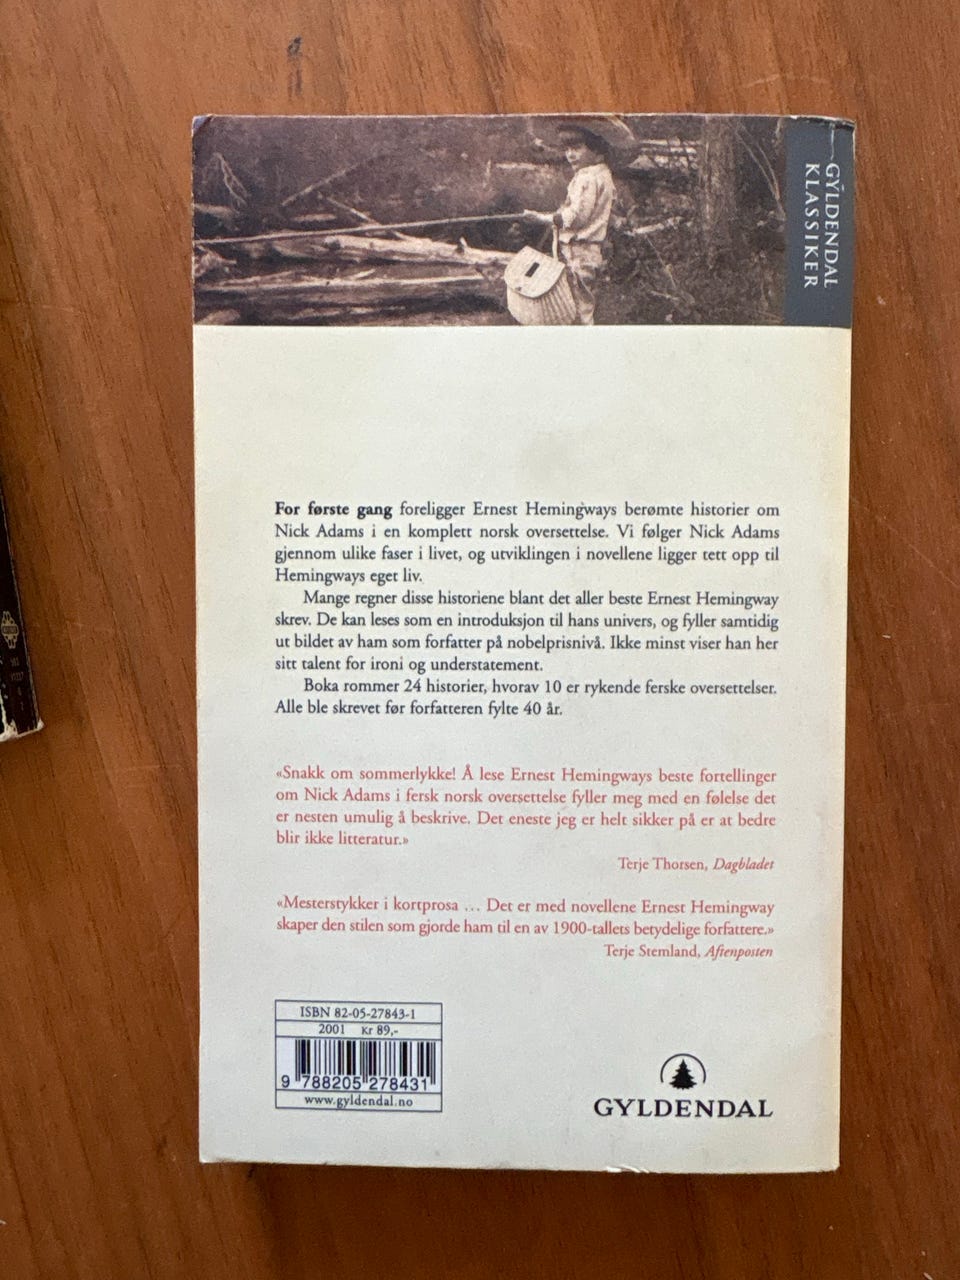 GYLDENDAL
KLASSIKER
For første gang foreligger Ernest Hemingways berømte historier om
Nick Adams i en komplett norsk oversettelse. Vi følger Nick Adams
gjennom ulike faser i livet, og utviklingen i novellene ligger tett opp til
Hemingways eget liv.
Mange regner disse historiene blant det aller beste Ernest Hemingway
skrev. De kan leses som en introduksjon til hans univers, og fyller samtidig
ut bildet av ham som forfatter på nobelprisnivå. Ikke minst viser han her
sitt talent for ironi og understatement.
Boka rommer 24 historier, hvorav 10 er rykende ferske oversettelser.
Alle ble skrevet før forfatteren fylte 40 år.
«Snakk om sommerlykke! Å lese Ernest Hemingways beste fortellinger
om Nick Adams i fersk norsk oversettelse fyller meg med en følelse det
er nesten umulig å beskrive. Det eneste jeg er helt sikker på er at bedre
blir ikke litteratur.»
Terje Thorsen, Dagbladet
«Mesterstykker i kortprosa ... Det er med novellene Ernest Hemingway
skaper den stilen som gjorde ham til en av 1900-tallets betydelige forfattere.»
Terje Stemland, Aftenposten
ISBN 82-05-27843-1
2001 Kr 89,-
9 788205 278431
www.gyldendal.no
GYLDENDAL